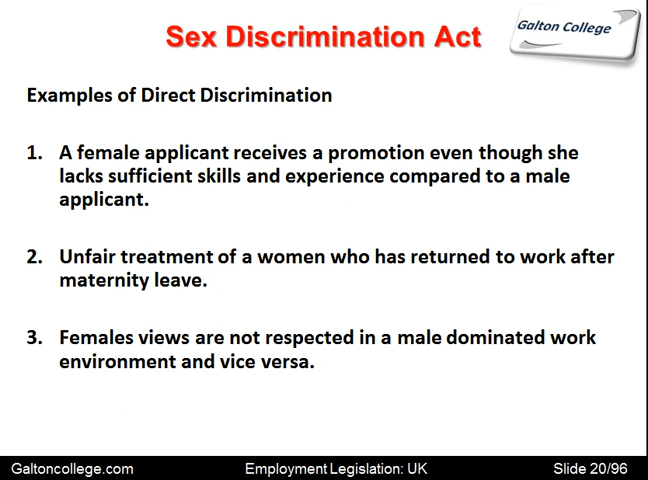 Sex Discrimination Act
Galton College
Examples of Direct Discrimination
1. A female applicant receives a promotion even though she
lacks sufficient skills and experience compared to a male
applicant.
2. Unfair treatment of a women who has returned to work after
maternity leave.
3. Females views are not respected in a male dominated work
environment and vice versa.
Galtoncollege.com Employment Legislation: UK Slide 20/96